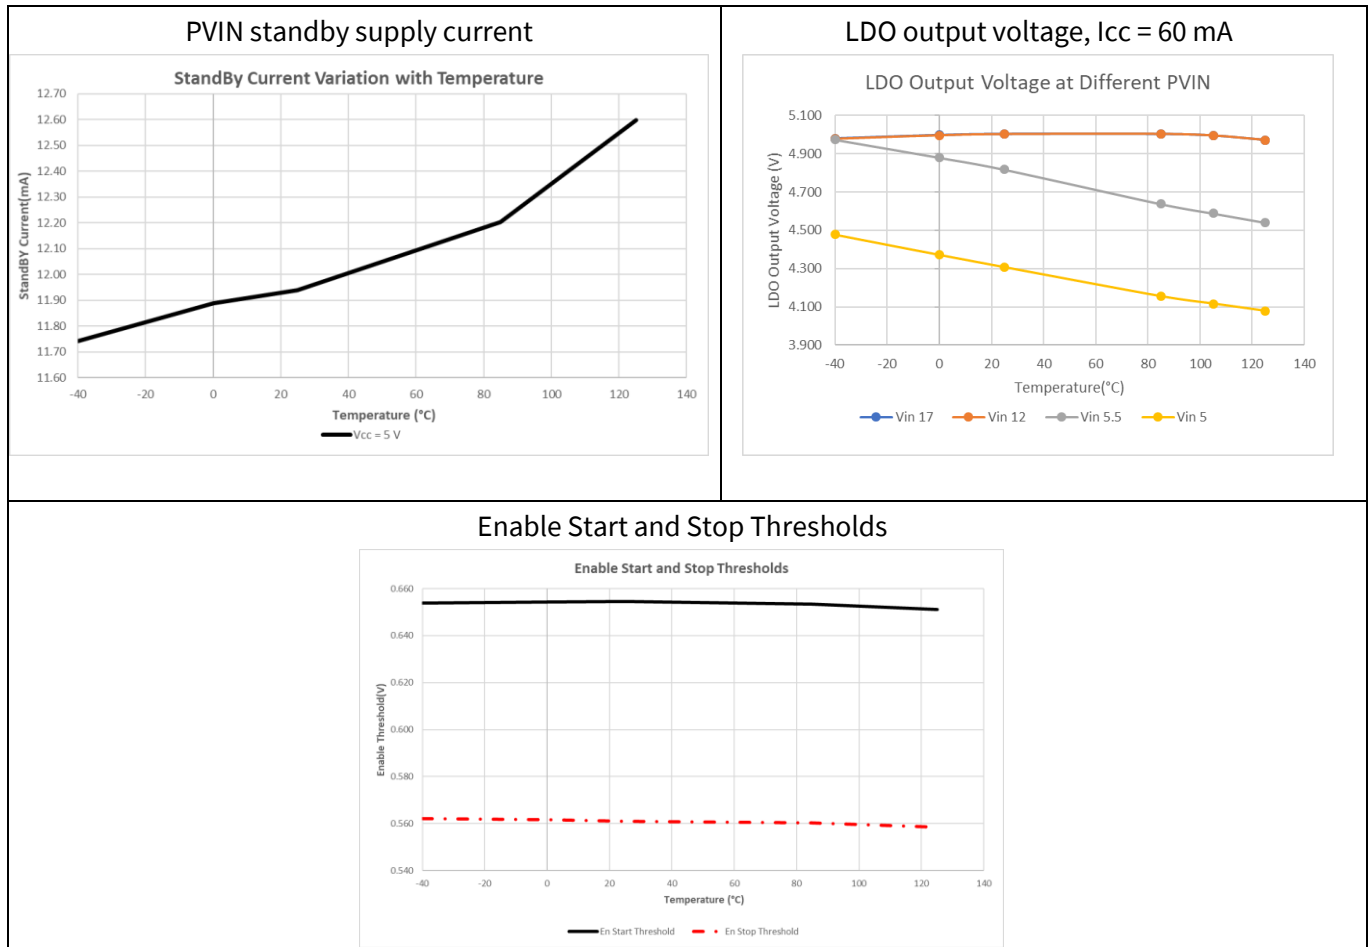 PVIN standby supply current
StandBy Current Variation with Temperature
12.70
12.60
12.50
12.40
12.30
12.20
12.10
12.00
11.90
11.80
11.70
11.60
StandBY Current(mA)
-40 -20 0 20 40 60 80 100 120 140
Temperature (°C)
Vcc = 5 V
LDO output voltage, Icc = 60 mA
LDO Output Voltage at Different PVIN
5.100
4.900
4.700
4.500
4.300
4.100
3.900
LDO Output Voltage (V)
-40 -20 0 20 40 60 80 100 120 140
Temperature(°C)
Vin 17 Vin 12 Vin 5.5 Vin 5
Enable Start and Stop Thresholds
Enable Start and Stop Thresholds
0.660
0.640
0.620
0.600
0.580
0.560
0.540
Enable Threshold(V)
-40 -20 0 20 40 60 80 100 120 140
Temperature (°C)
En Start Threshold En Stop Threshold